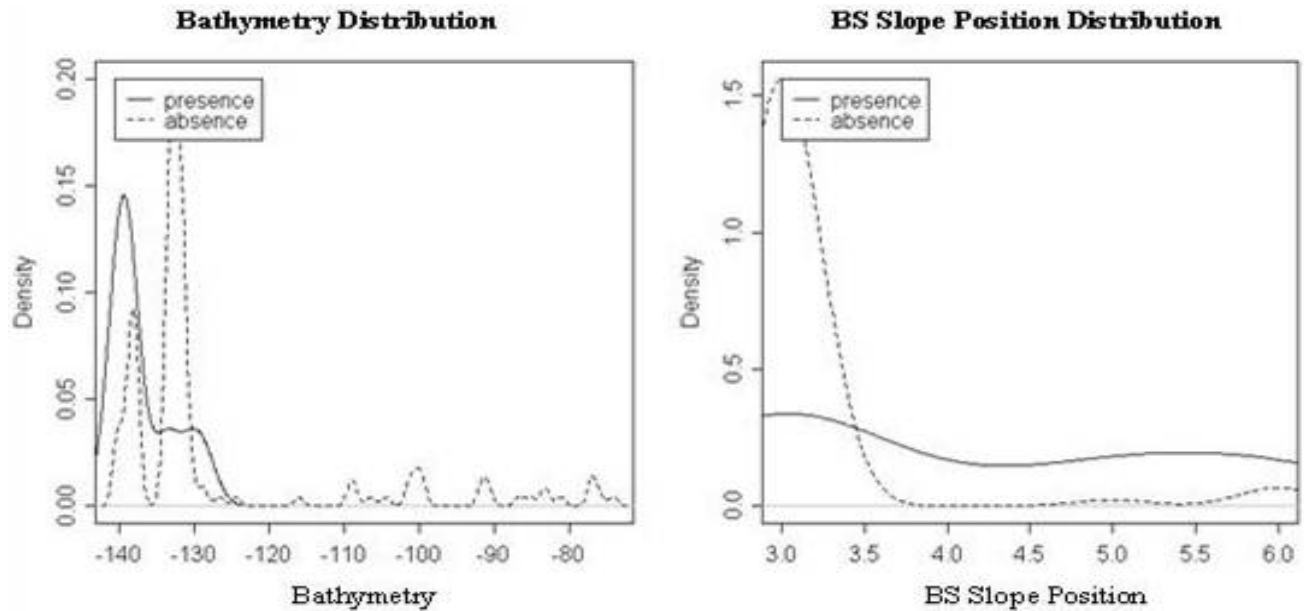 Bathymetry Distribution
presence
absence
Density
0.20
0.15
0.10
0.05
0.00
-140 -130 -120 -110 -100 -90 -80
Bathymetry
BS Slope Position Distribution
presence
absence
Density
1.5
1.0
0.5
0.0
3.0 3.5 4.0 4.5 5.0 5.5 6.0
BS Slope Position